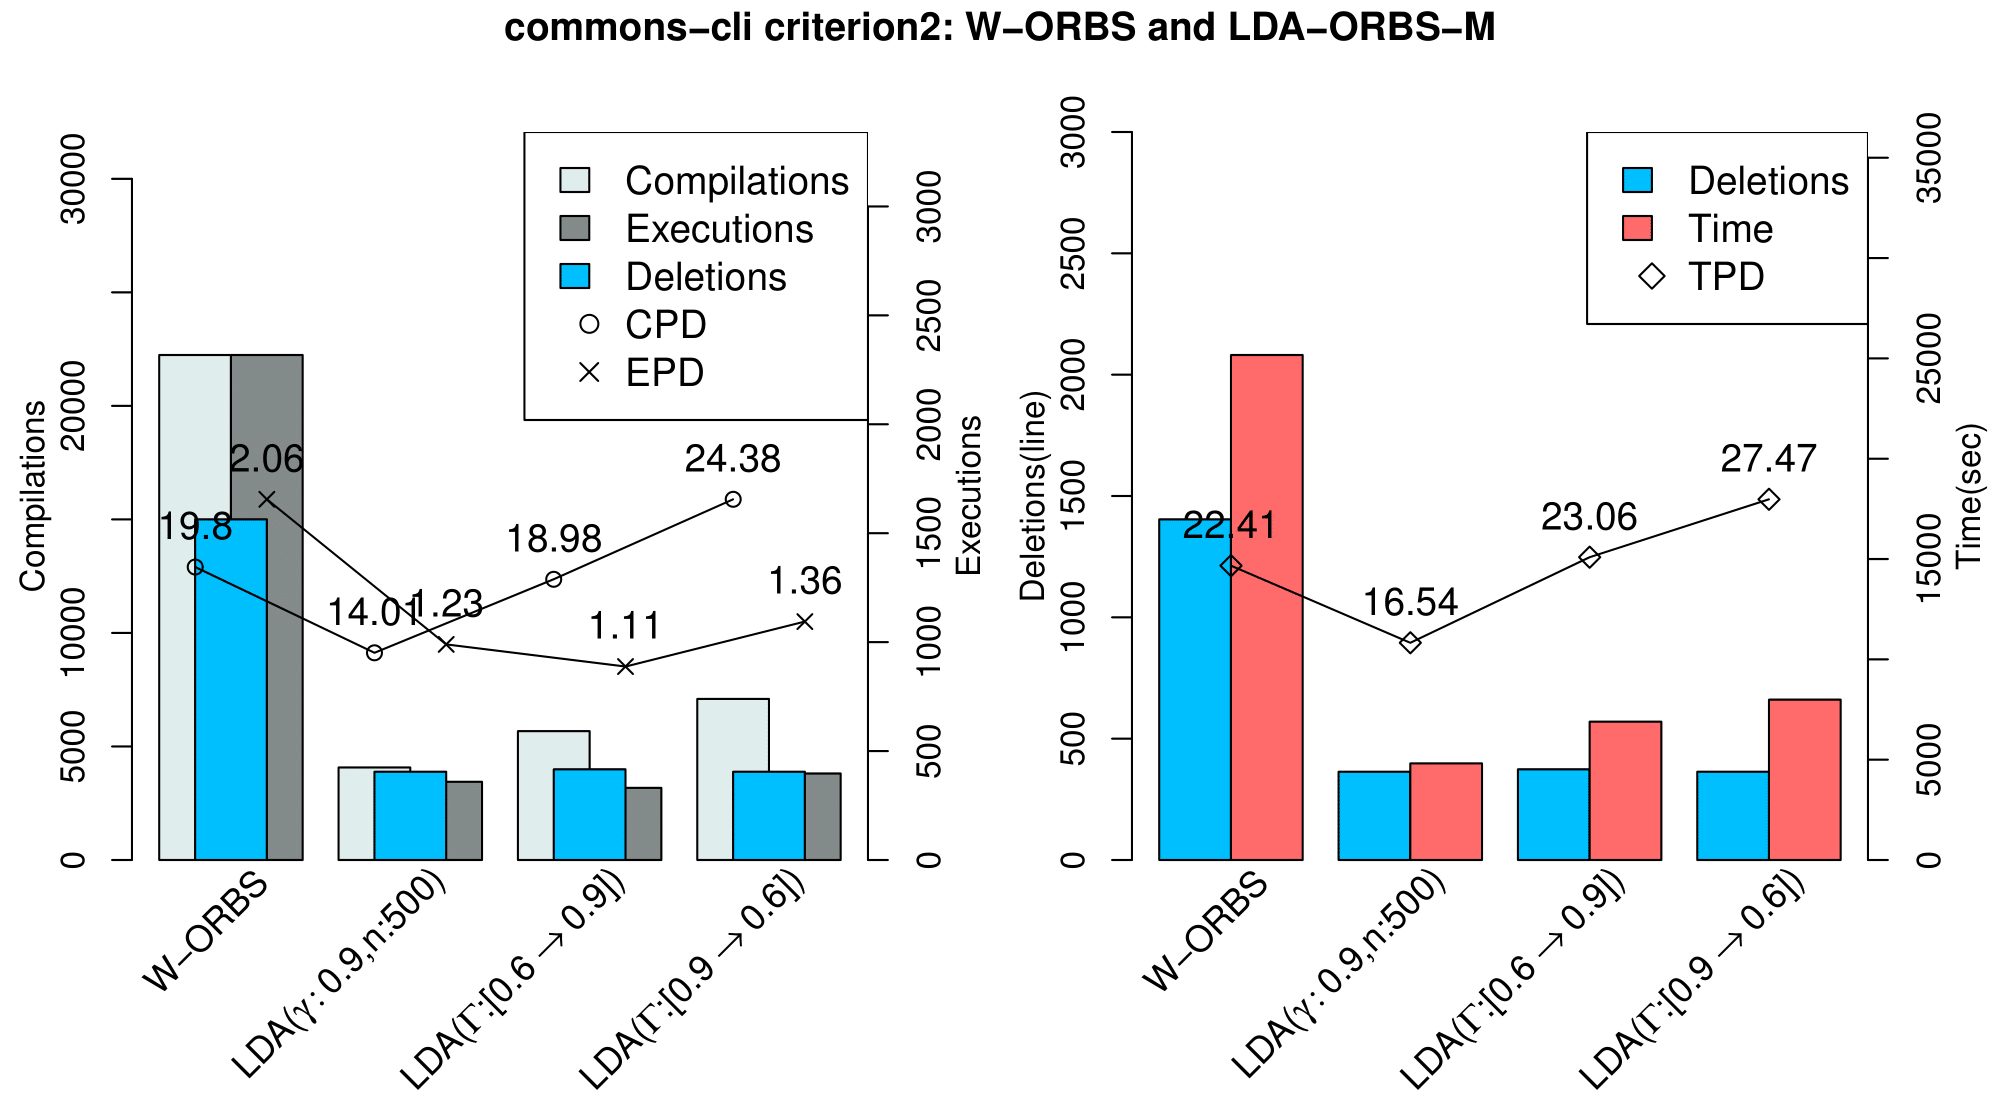 commons−cli criterion2: W−ORBS and LDA−ORBS−M
Compilations
0
5000
10000
20000
30000
Compilations
Executions
Deletions
CPD
EPD
19.8
14.01
18.98
24.38
2.06
1.23
1.11
1.36
0
500
1000
1500
2000
2500
3000
Executions
W−ORBS
LDA(γ: 0.9,n:500)
LDA(Γ:[0.6 → 0.9])
LDA(Γ:[0.9 → 0.6])
Deletions(line)
0
500
1000
1500
2000
2500
3000
Deletions
Time
TPD
22.41
16.54
23.06
27.47
0
5000
15000
25000
35000
Time(sec)
W−ORBS
LDA(γ: 0.9,n:500)
LDA(Γ:[0.6 → 0.9])
LDA(Γ:[0.9 → 0.6])